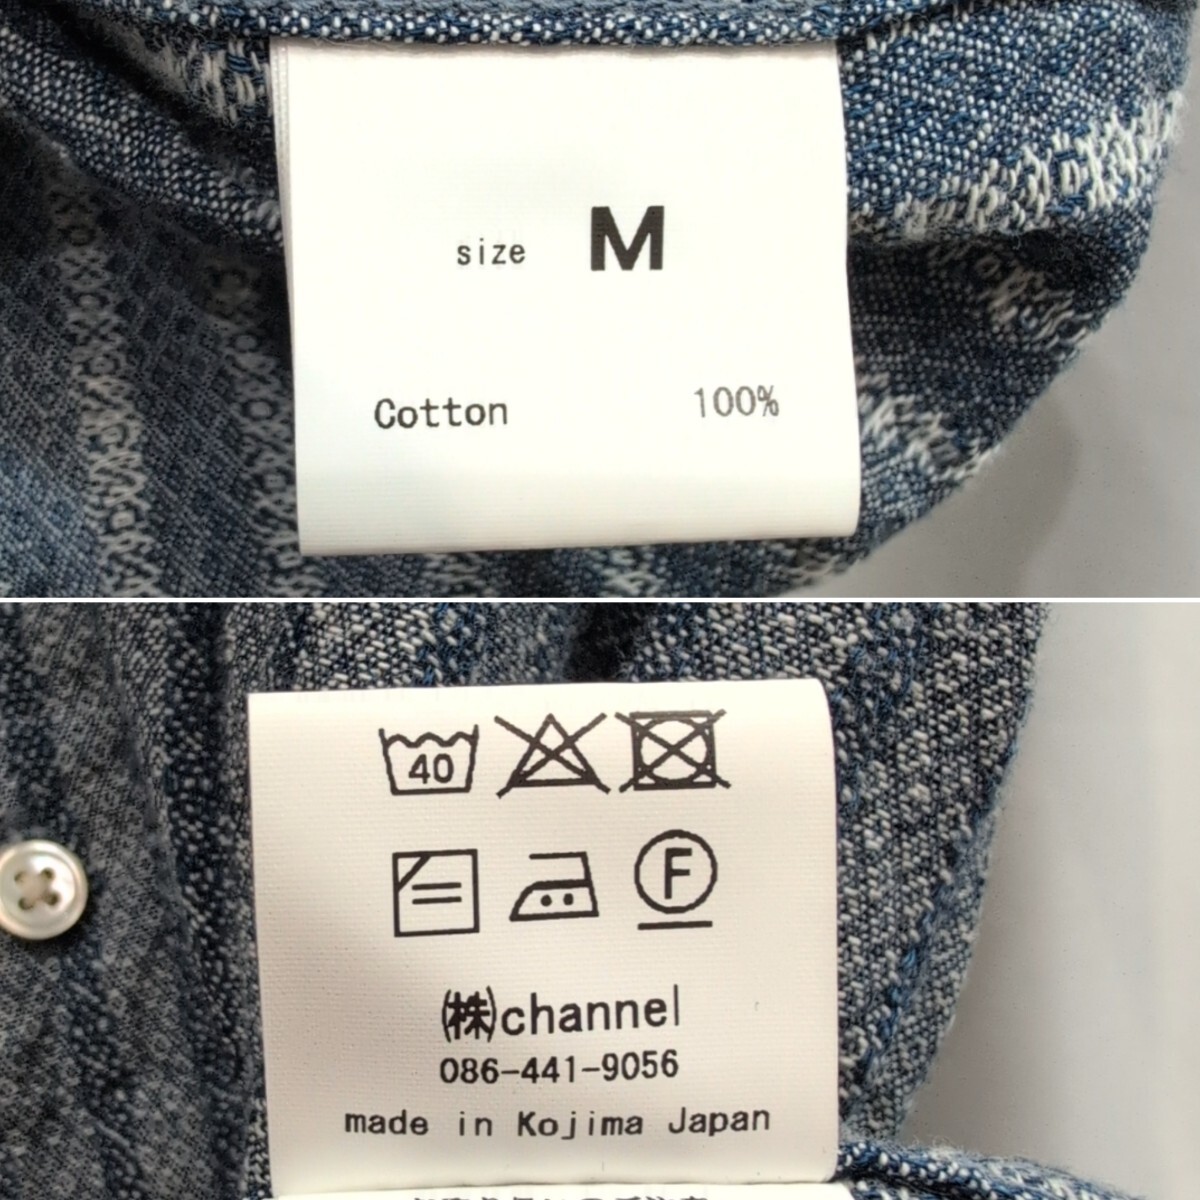 size M
Cotton 100%
40
F
㈱channel
086-441-9056
made in Kojima Japan